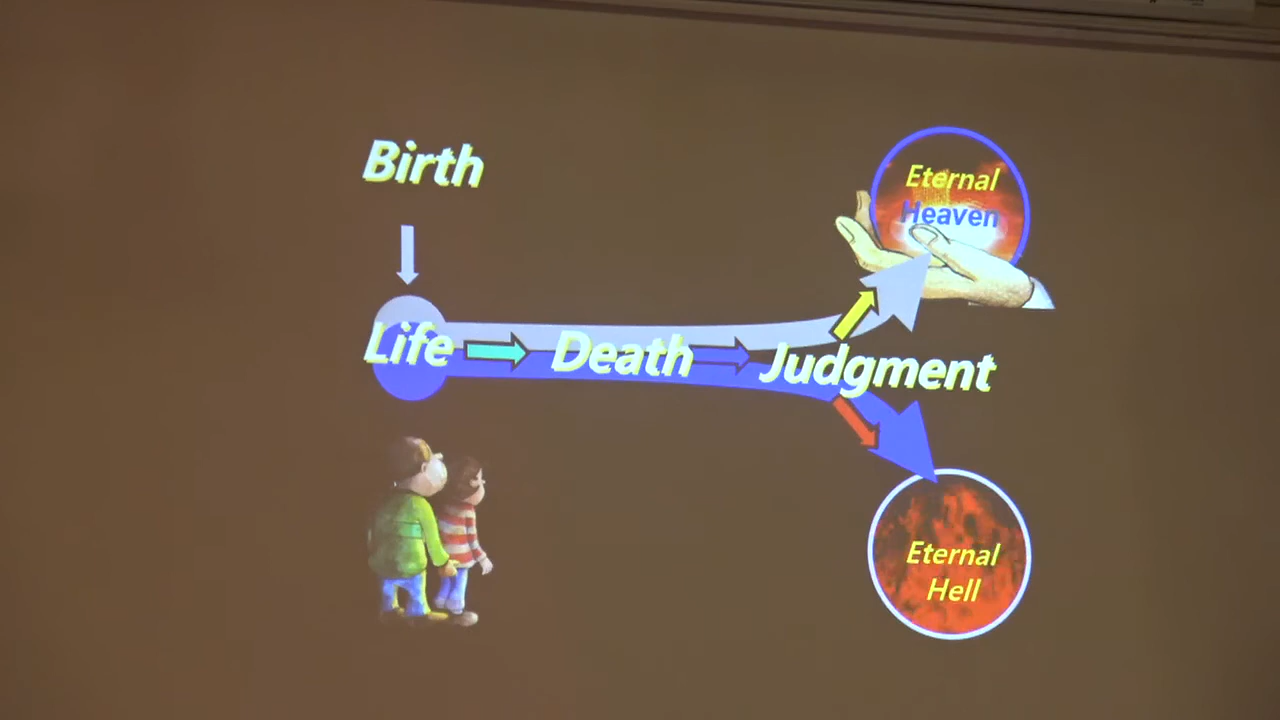 Birth
Life
Death
Judgment
Eternal
Heaven
Eternal
Hell